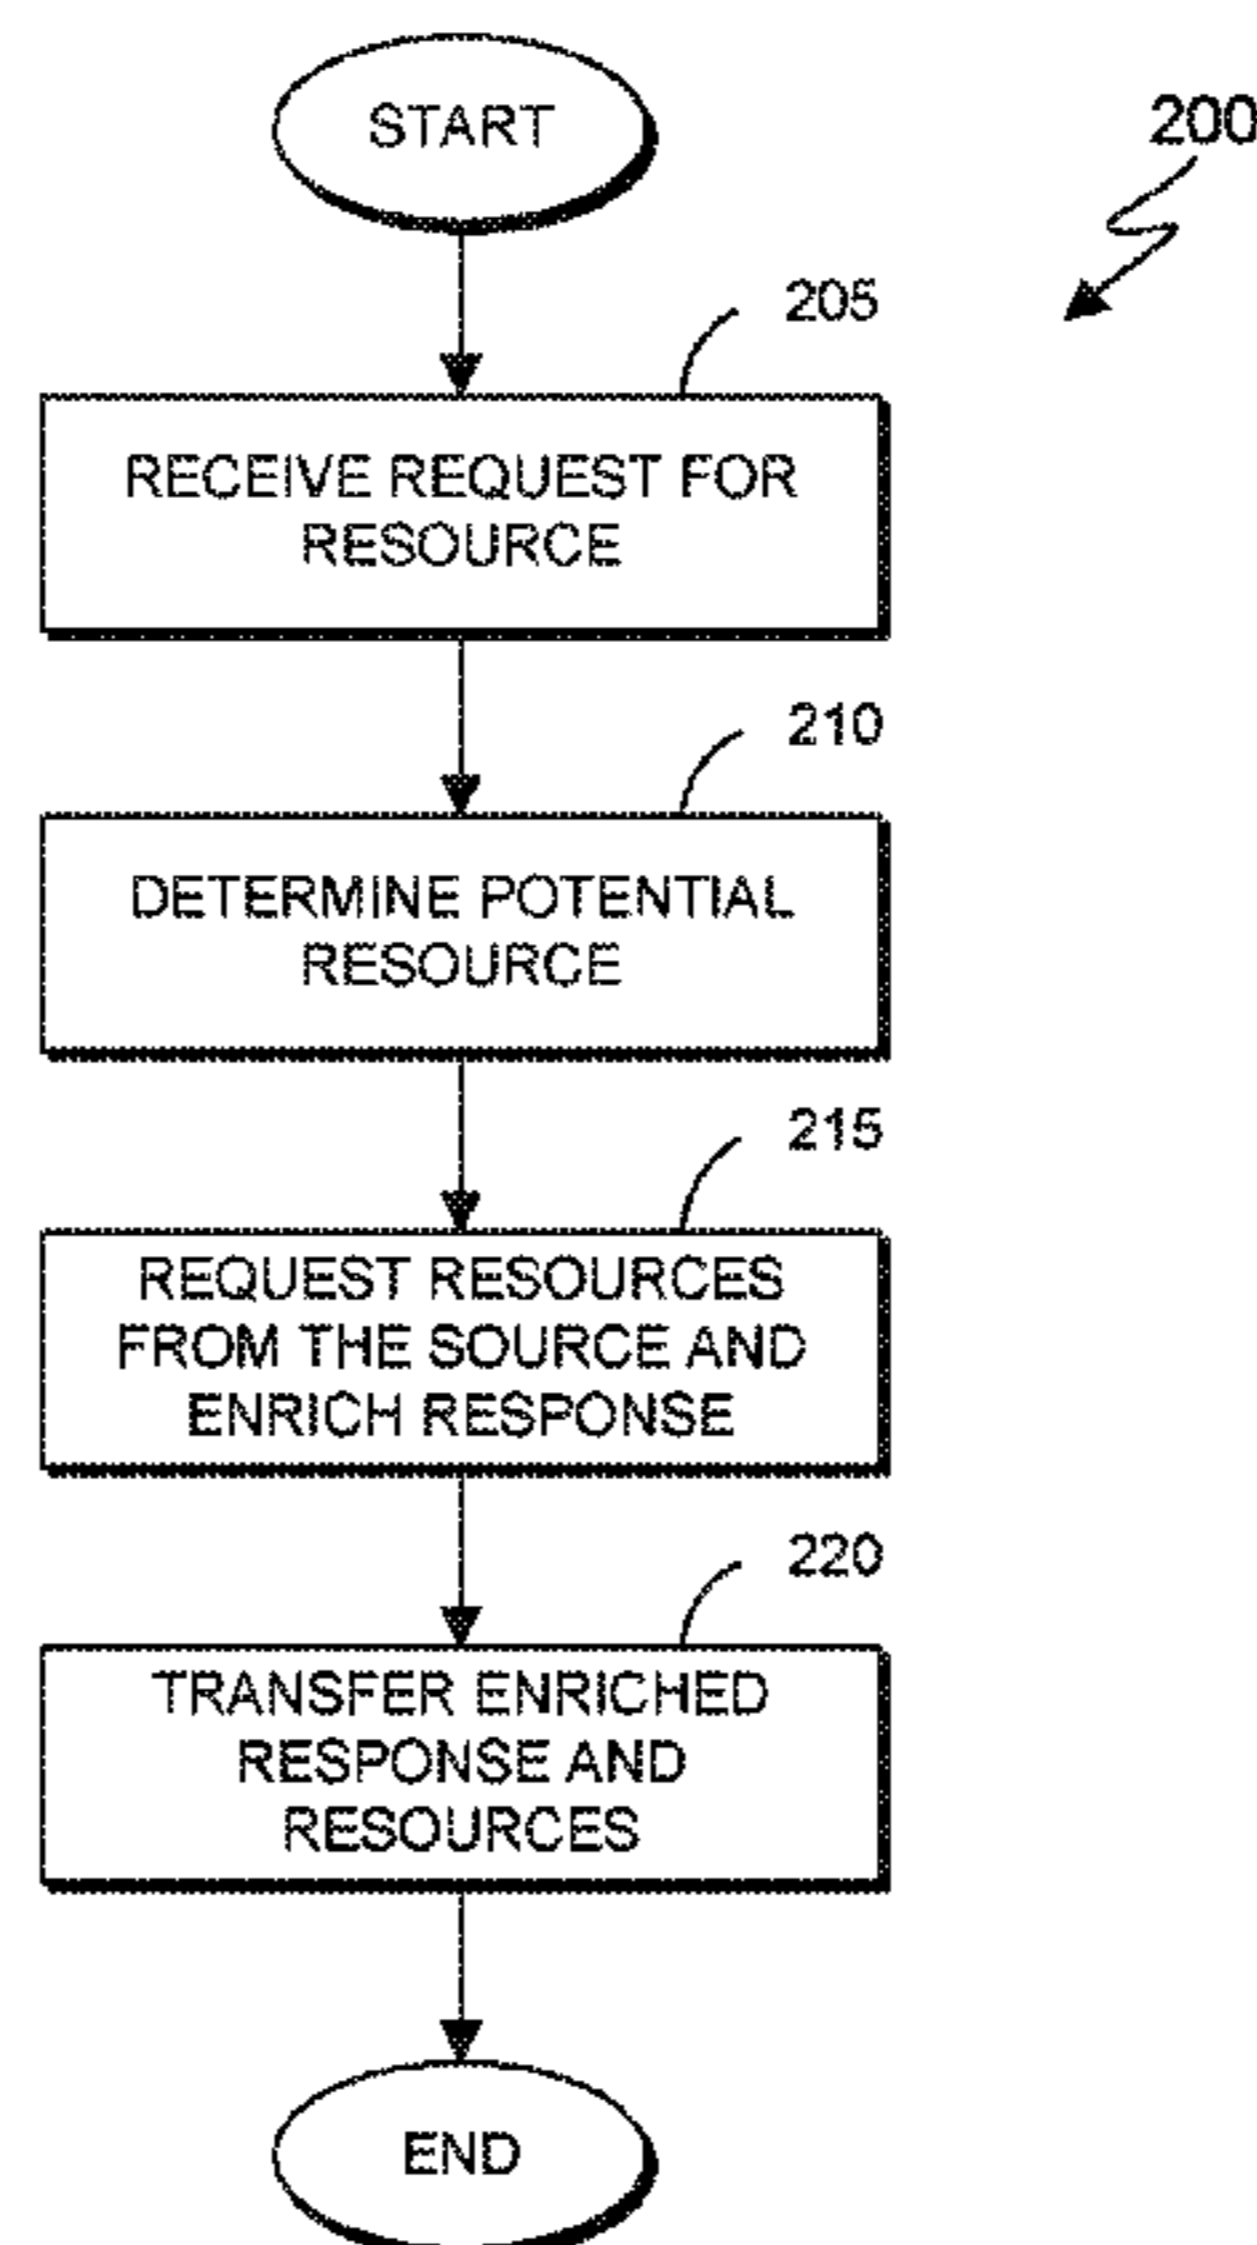 START
200
205
RECEIVE REQUEST FOR
RESOURCE
210
DETERMINE POTENTIAL
RESOURCE
215
REQUEST RESOURCES
FROM THE SOURCE AND
ENRICH RESPONSE
220
TRANSFER ENRICHED
RESPONSE AND
RESOURCES
END